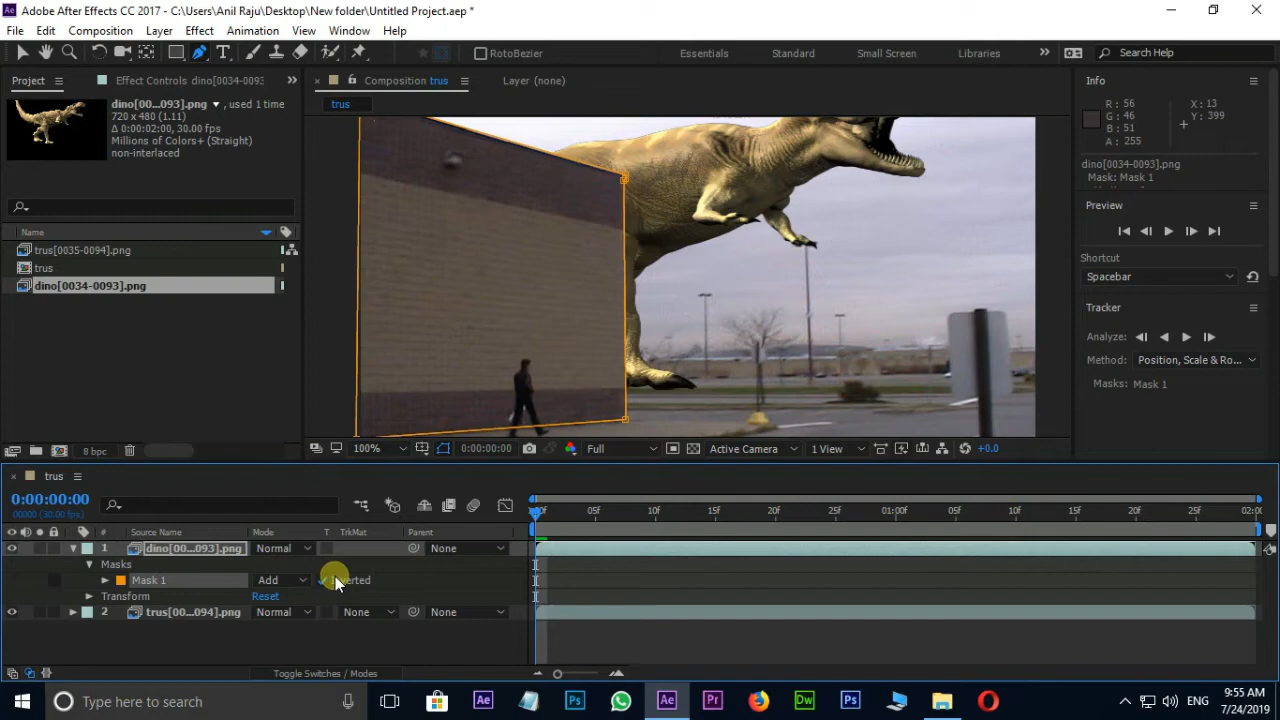 Adobe After Effects CC 2017 - C:\Users\Anil Raju\Desktop\New folder\Untitled Project.aep *
File Edit Composition Layer Effect Animation View Window Help
RotoBezier Essentials Standard Small Screen Libraries Search Help
Project Effect Controls dino[0034-0093 Composition trus Layer (none) Info
trus
dino[00...093].png , used 1 time
720 x 480 (1.11)
Δ 0:00:02:00, 30.00 fps
Millions of Colors+ (Straight)
non-interlaced
R : 56 X : 13
G : 46 Y : 399
B : 51
A : 255
dino[0034-0093].png
Mask: Mask 1
Preview
Name
trus[0035-0094].png
trus
dino[0034-0093].png
Shortcut
Spacebar
Tracker
Analyze:
Method: Position, Scale & Ro...
Masks: Mask 1
8 bpc
100% 0:00:00:00 Full Active Camera 1 View +0.0
trus
0:00:00:00
00000 (30.00 fps)
05f 10f 15f 20f 25f 01:00f 05f 10f 15f 20f 25f
# Source Name Mode T TrkMat Parent
1 dino[00...093].png Normal None
Masks
Mask 1 Add
Transform Reset
2 trus[00...094].png Normal None None
Toggle Switches / Modes
Type here to search
Ae Ps Ae Pr Dw Ps
ENG
9:55 AM
7/24/2019